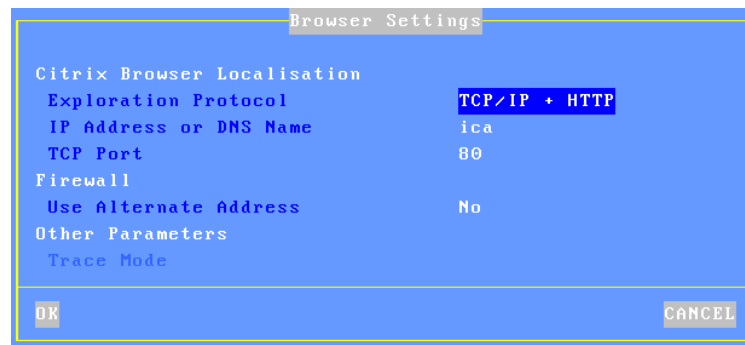 Browser Settings
Citrix Browser Localisation
Exploration Protocol TCP/IP + HTTP
IP Address or DNS Name ica
TCP Port 80
Firewall
Use Alternate Address No
Other Parameters
Trace Mode
OK CANCEL